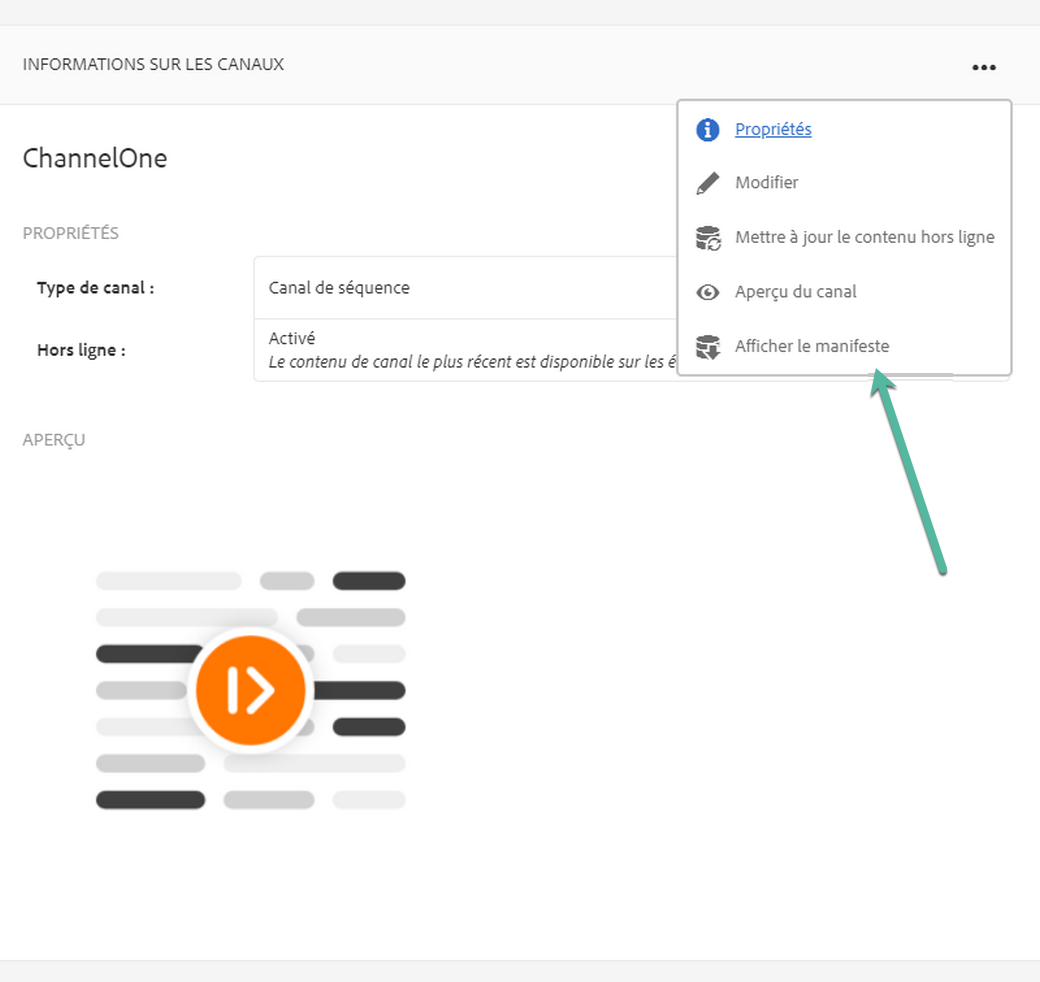 INFORMATIONS SUR LES CANAUX
Propriétés
Modifier
Mettre à jour le contenu hors ligne
Aperçu du canal
Afficher le manifeste
ChannelOne
PROPRIÉTÉS
Type de canal :
Canal de séquence
Hors ligne :
Activé
Le contenu de canal le plus récent est disponible sur les
APERÇU